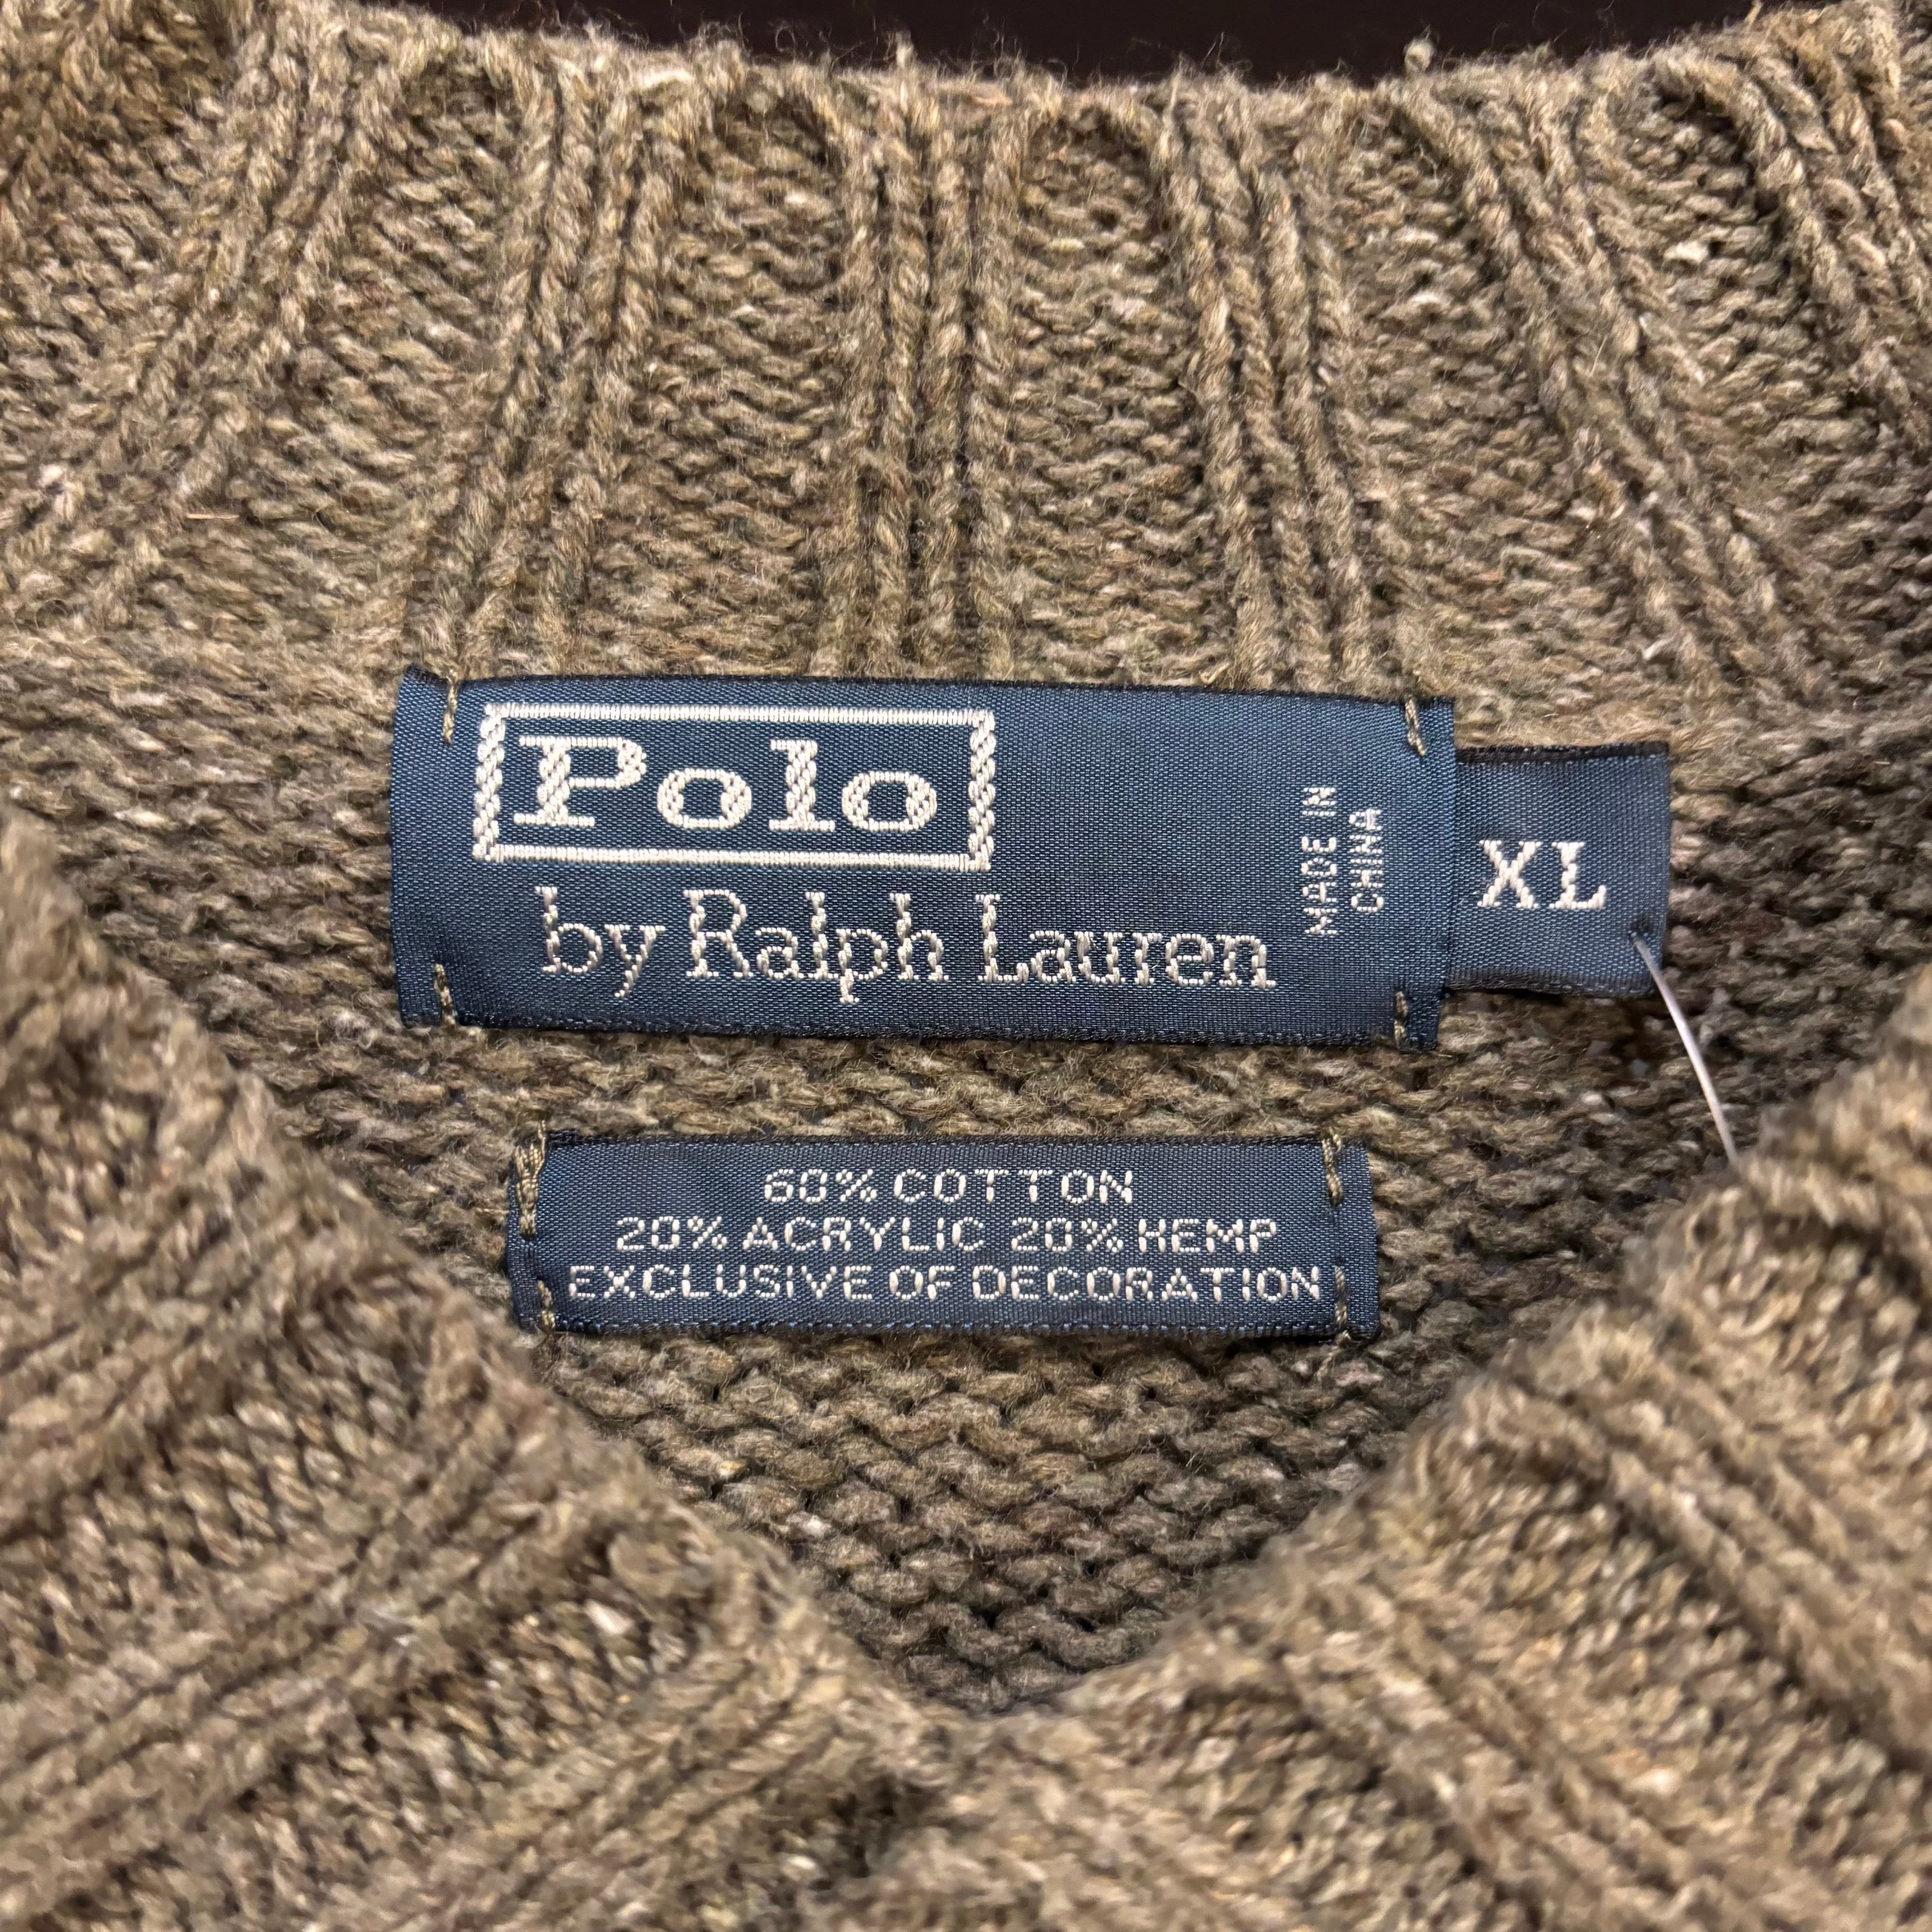 Polo
by Ralph Lauren
MADE IN
CHINA
XL
60% COTTON
20% ACRYLIC 20% HEMP
EXCLUSIVE OF DECORATION